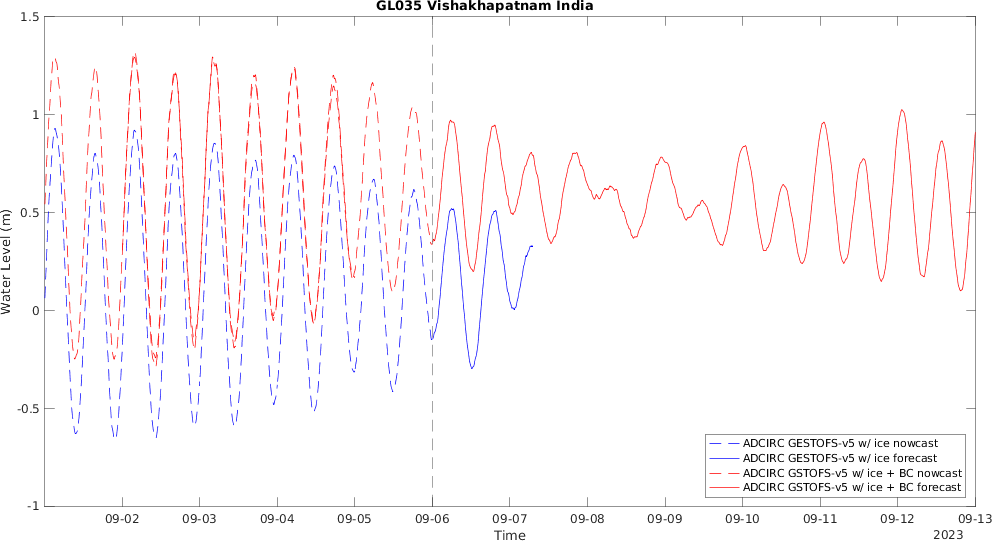 GL035 Vishakhapatnam India
1.5
1
0.5
0
-0.5
-1
Water Level (m)
09-02 09-03 09-04 09-05 09-06 09-07 09-08 09-09 09-10 09-11 09-12 09-13
Time
2023
ADCIRC GESTOFS-v5 w/ ice nowcast
ADCIRC GESTOFS-v5 w/ ice forecast
ADCIRC GSTOFS-v5 w/ ice + BC nowcast
ADCIRC GSTOFS-v5 w/ ice + BC forecast